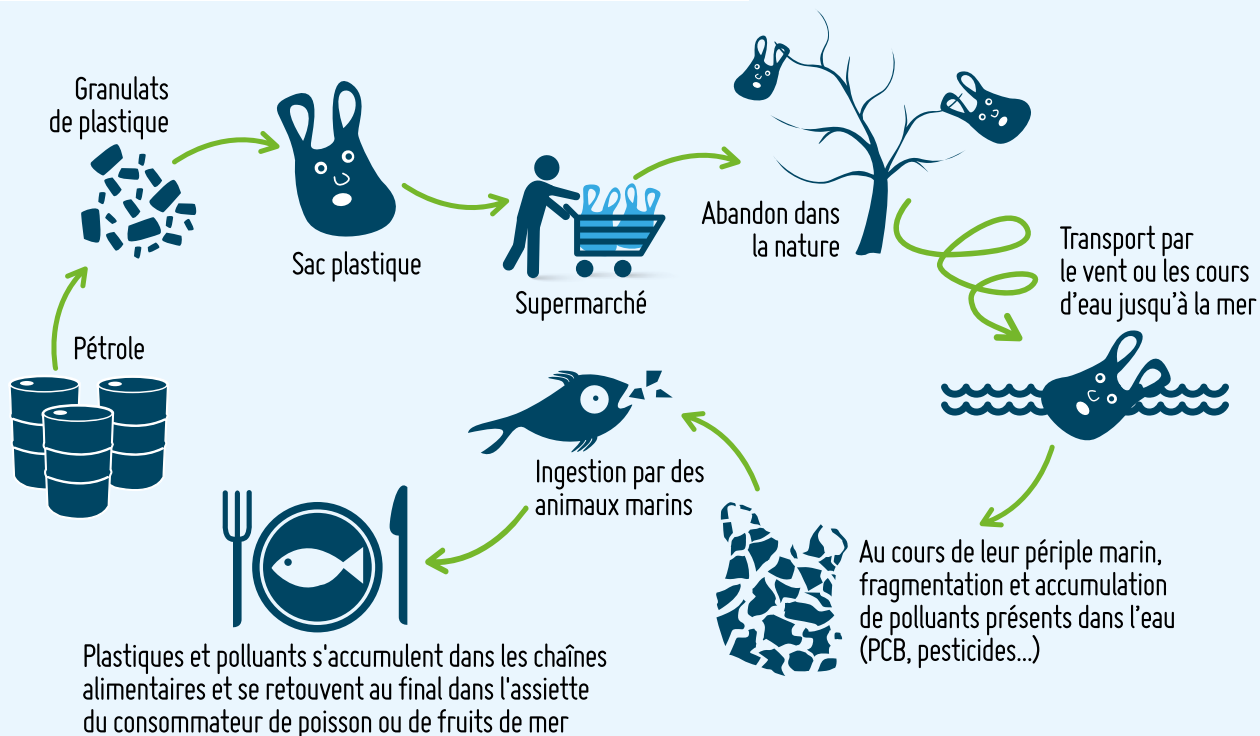 Pétrole
Granulats
de plastique
Sac plastique
Supermarché
Abandon dans
la nature
Transport par
le vent ou les cours
d'eau jusqu'à la mer
Au cours de leur périple marin,
fragmentation et accumulation
de polluants présents dans l'eau
(PCB, pesticides...)
Ingestion par des
animaux marins
Plastiques et polluants s'accumulent dans les chaînes
alimentaires et se retouvent au final dans l'assiette
du consommateur de poisson ou de fruits de mer